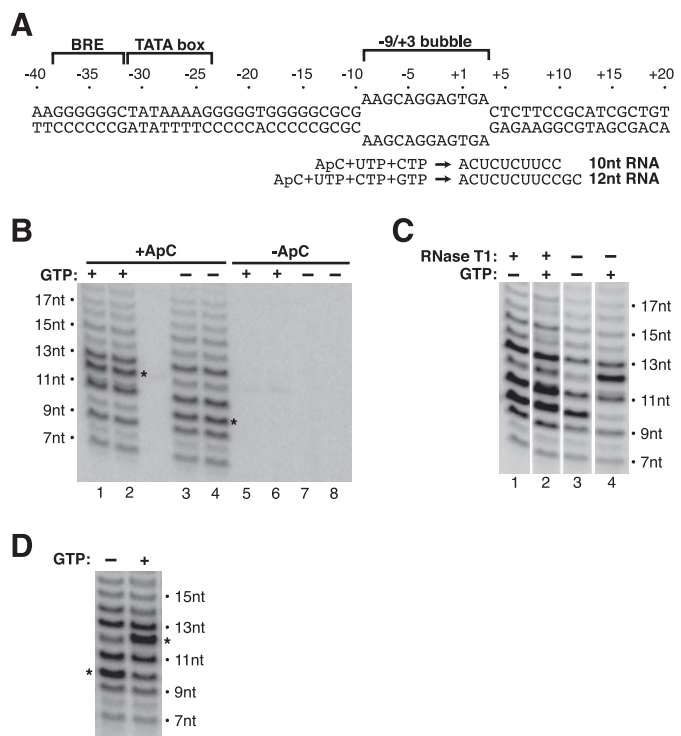 A
BRE TATA box -9/+3 bubble
-40 -35 -30 -25 -20 -15 -10 -5 +1 +5 +10 +15 +20
AAGCAGGAGTGA
AAGGGGGGCTATAAAAGGGGGTGGGGGCGCG CTCTTCCGCATCGCTGT
TTCCCCCCGATATTTTCCCCCACCCCCGCGC GAGAAGGCGTAGCGACA
AAGCAGGAGTGA
ApC+UTP+CTP → ACUCUCUUCC 10nt RNA
ApC+UTP+CTP+GTP → ACUCUCUUCCGC 12nt RNA
B
+ApC -ApC
GTP: + + – – + + – –
17nt
15nt
13nt
11nt *
9nt *
7nt
1 2 3 4 5 6 7 8
C
RNase T1: + + – –
GTP: – + – +
17nt
15nt
13nt
11nt
9nt
7nt
1 2 3 4
D
GTP: – +
15nt
13nt
*
11nt
*
9nt
7nt